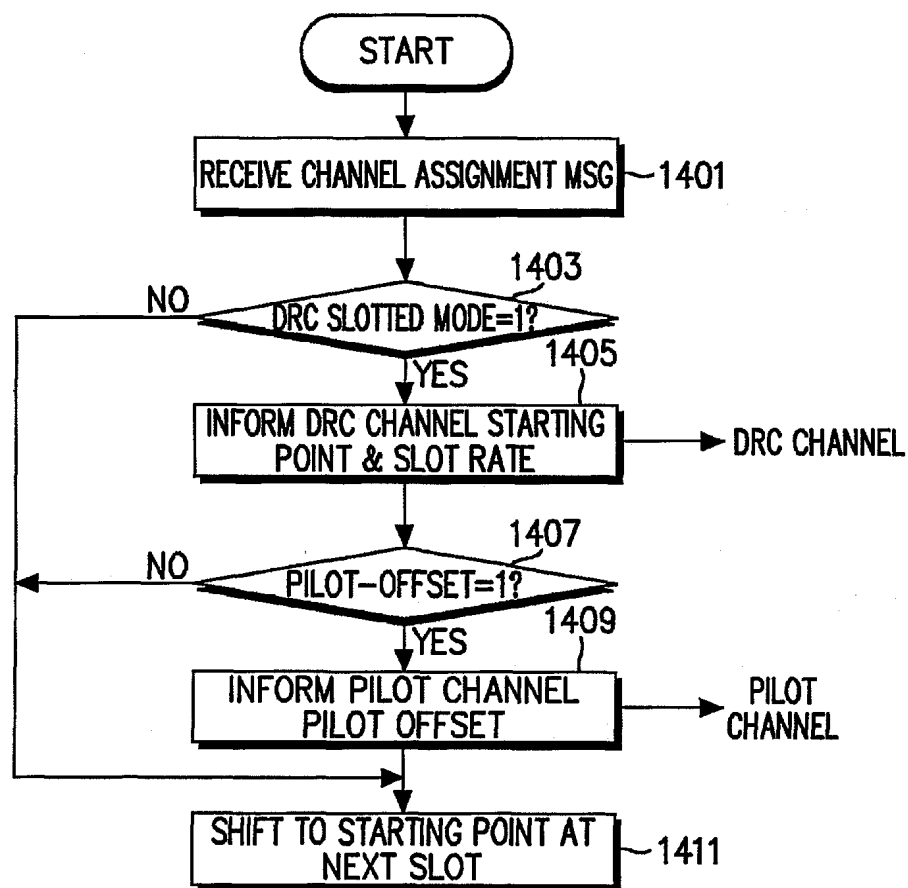 START
RECEIVE CHANNEL ASSIGNMENT MSG
1401
1403
NO
DRC SLOTTED MODE=1?
YES
1405
INFORM DRC CHANNEL STARTING
POINT & SLOT RATE
DRC CHANNEL
1407
NO
PILOT-OFFSET=1?
YES
1409
INFORM PILOT CHANNEL
PILOT OFFSET
PILOT
CHANNEL
SHIFT TO STARTING POINT AT
NEXT SLOT
1411